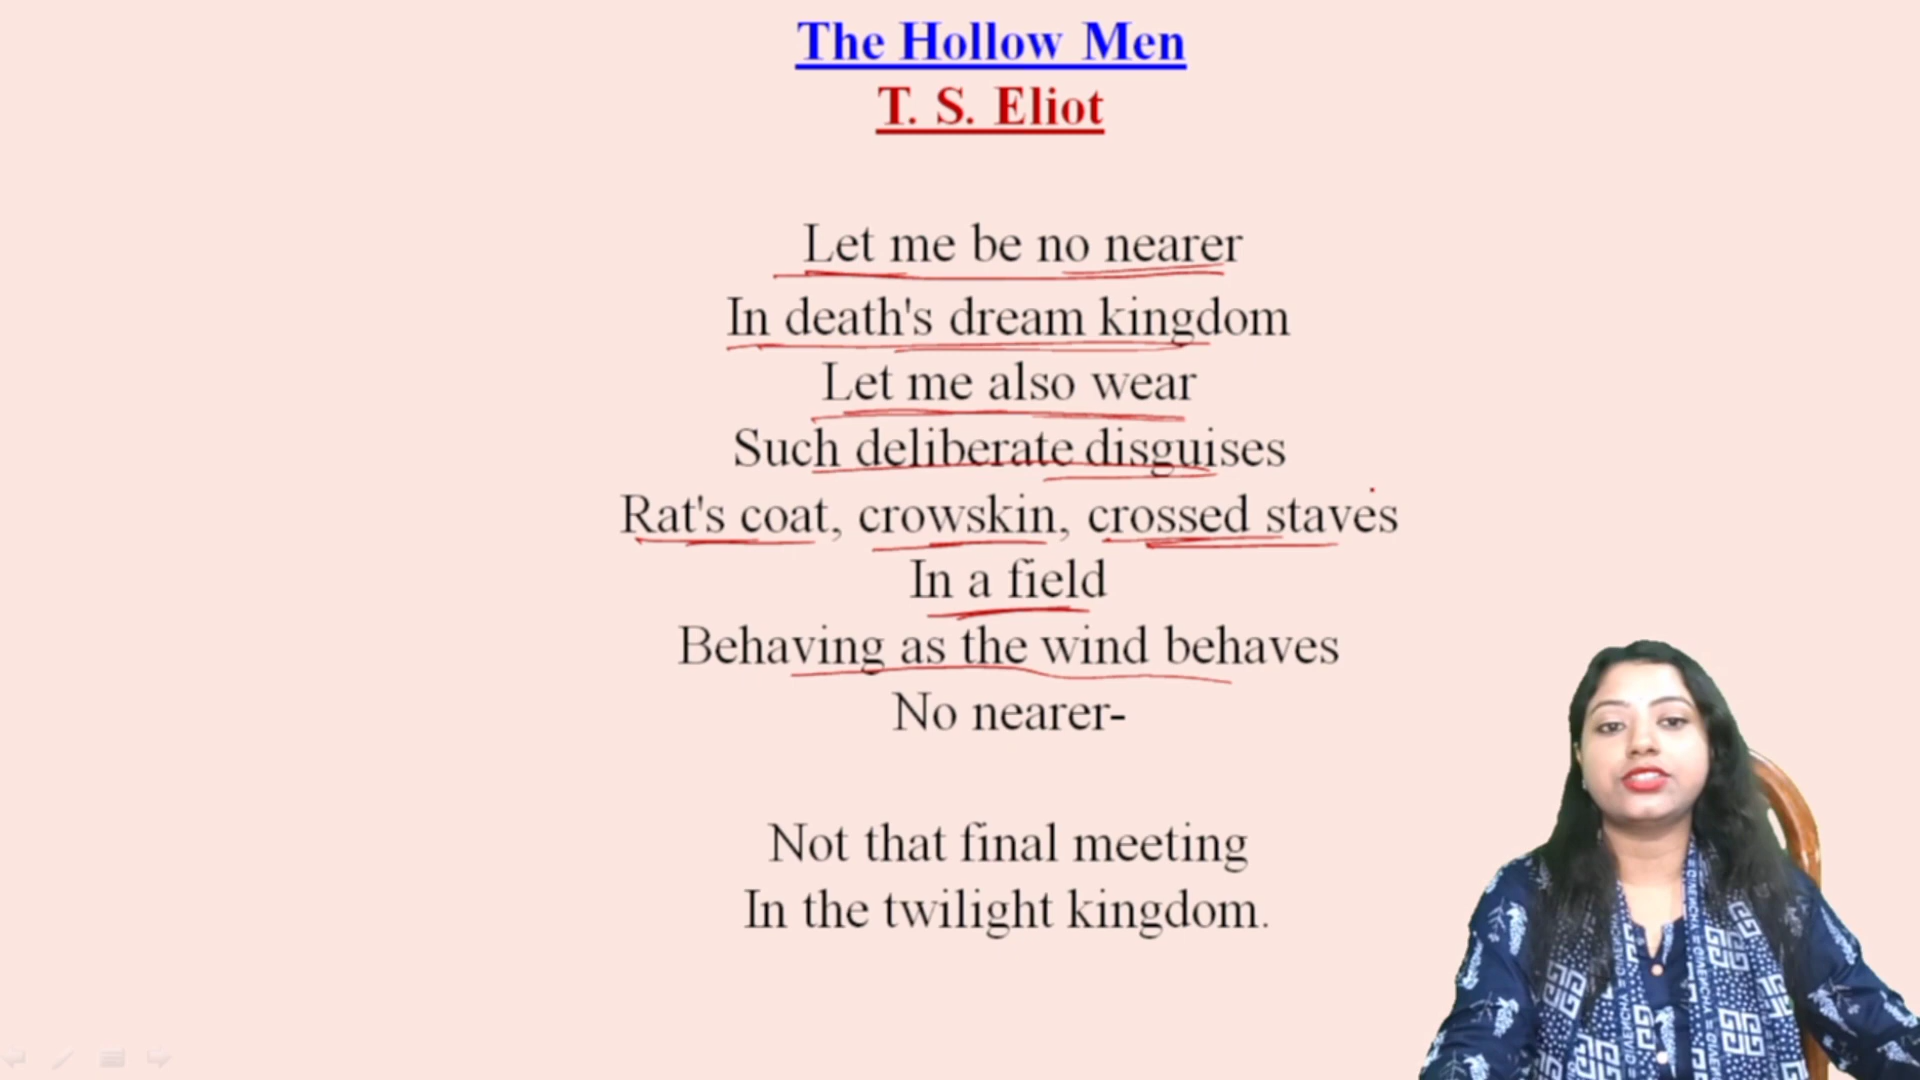 The Hollow Men
T. S. Eliot
Let me be no nearer
In death's dream kingdom
Let me also wear
Such deliberate disguises
Rat's coat, crowskin, crossed staves
In a field
Behaving as the wind behaves
No nearer-
Not that final meeting
In the twilight kingdom.